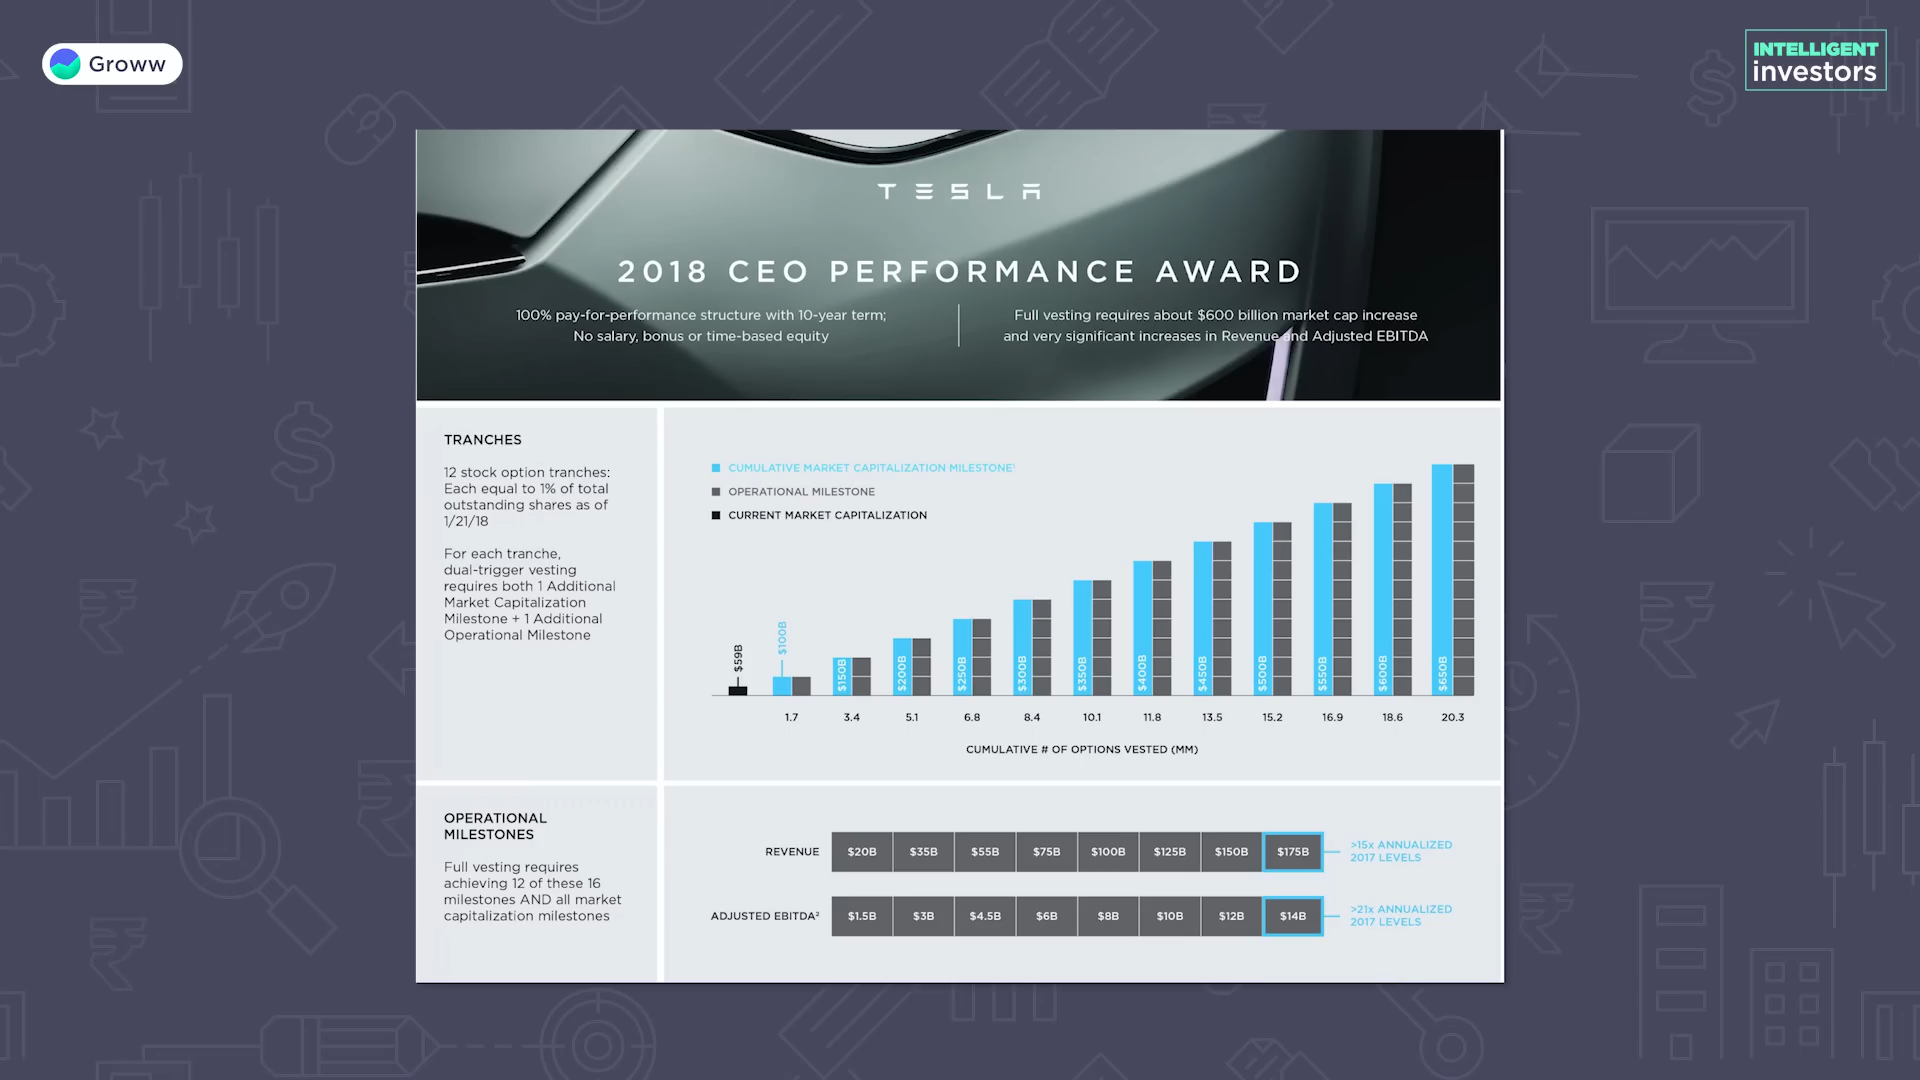 Groww
INTELLIGENT
investors
TESLA
2018 CEO PERFORMANCE AWARD
100% pay-for-performance structure with 10-year term;
No salary, bonus or time-based equity
Full vesting requires about $600 billion market cap increase
and very significant increases in Revenue and Adjusted EBITDA
TRANCHES
12 stock option tranches:
Each equal to 1% of total
outstanding shares as of
1/21/18
For each tranche,
dual-trigger vesting
requires both 1 Additional
Market Capitalization
Milestone + 1 Additional
Operational Milestone
CUMULATIVE MARKET CAPITALIZATION MILESTONE¹
OPERATIONAL MILESTONE
CURRENT MARKET CAPITALIZATION
$59B $100B $150B $200B $250B $300B $350B $400B $450B $500B $550B $600B $650B
1.7 3.4 5.1 6.8 8.4 10.1 11.8 13.5 15.2 16.9 18.6 20.3
CUMULATIVE # OF OPTIONS VESTED (MM)
OPERATIONAL
MILESTONES
Full vesting requires
achieving 12 of these 16
milestones AND all market
capitalization milestones
REVENUE $20B $35B $55B $75B $100B $125B $150B $175B
>15x ANNUALIZED
2017 LEVELS
ADJUSTED EBITDA² $1.5B $3B $4.5B $6B $8B $10B $12B $14B
>21x ANNUALIZED
2017 LEVELS